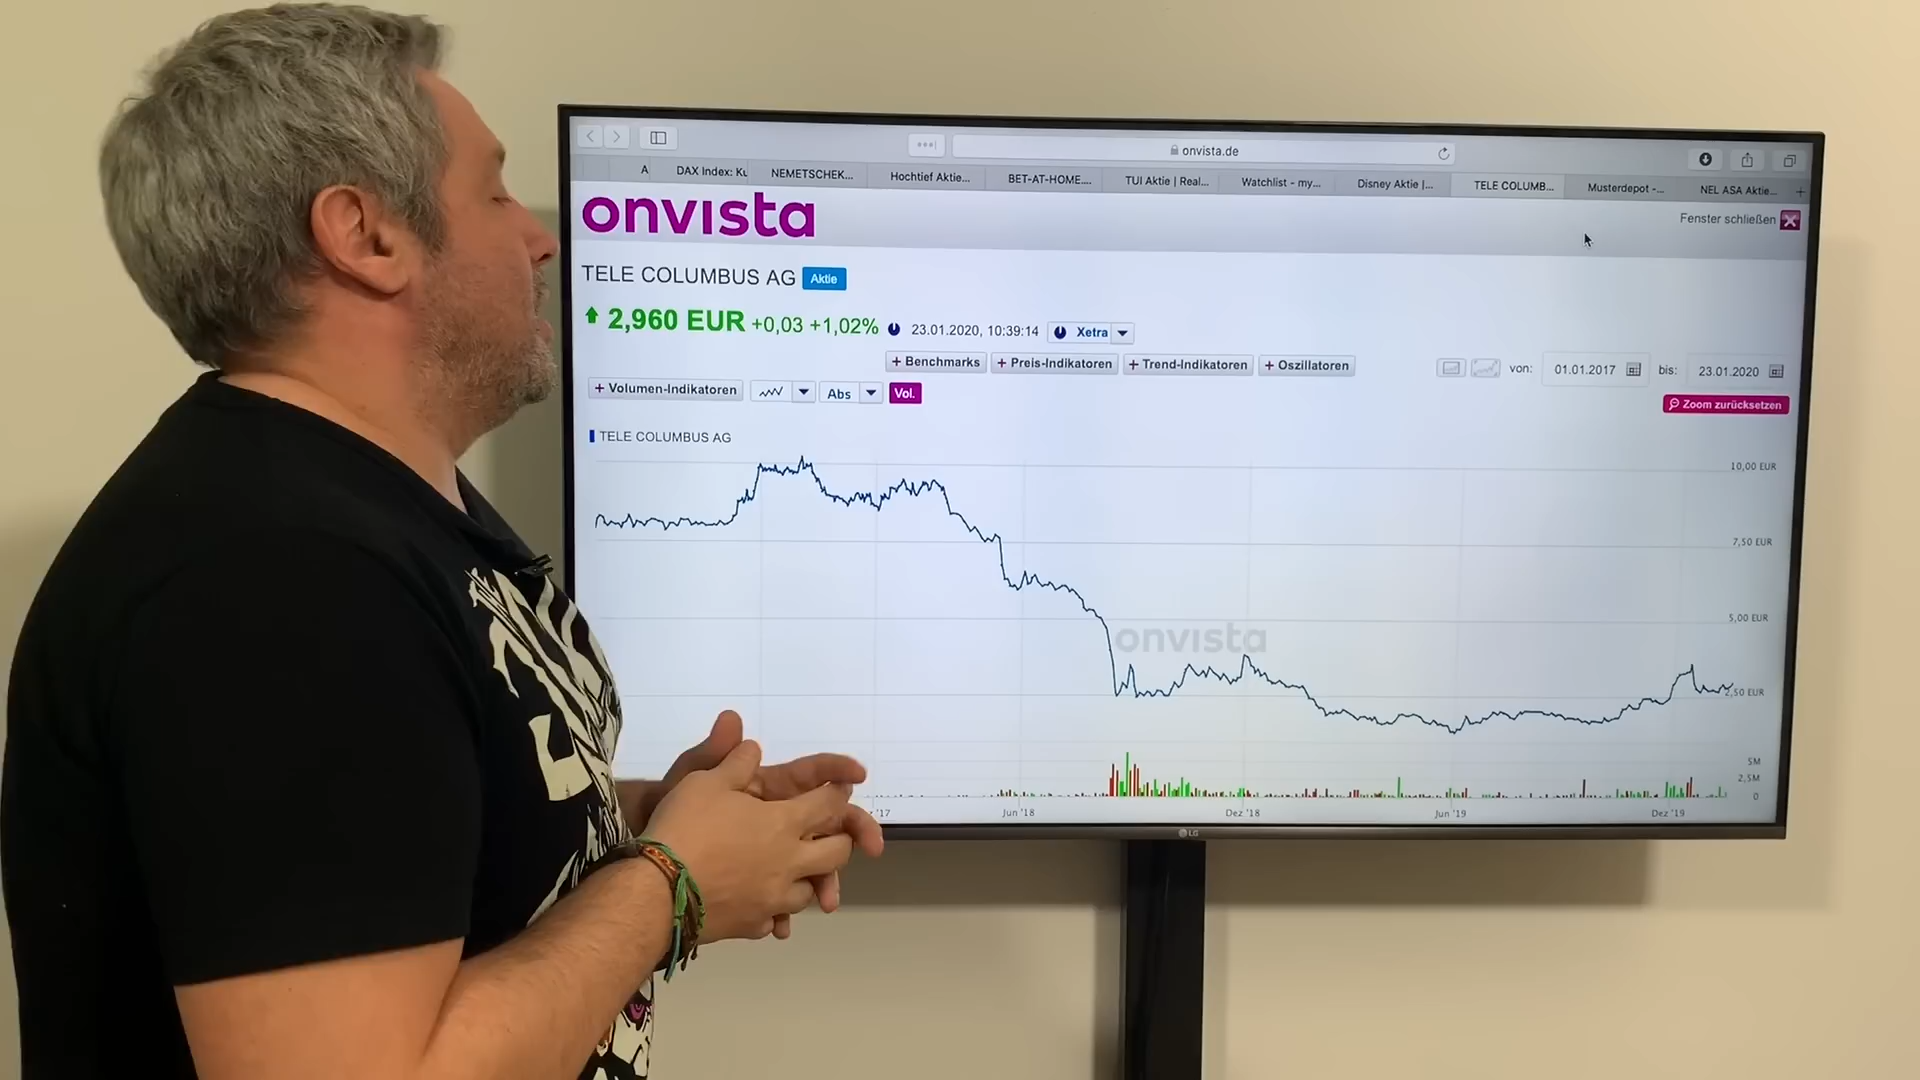 onvista.de
A
DAX Index: Ku
NEMETSCHEK...
Hochtief Aktie...
BET-AT-HOME....
TUI Aktie | Real...
Watchlist - my...
Disney Aktie |...
TELE COLUMB...
Musterdepot -...
NEL ASA Aktie...
onvista
Fenster schließen
TELE COLUMBUS AG Aktie
2,960 EUR +0,03 +1,02% 23.01.2020, 10:39:14 Xetra
+ Benchmarks + Preis-Indikatoren + Trend-Indikatoren + Oszillatoren
von: 01.01.2017 bis: 23.01.2020
+ Volumen-Indikatoren Abs Vol.
Zoom zurücksetzen
TELE COLUMBUS AG
10,00 EUR
7,50 EUR
5,00 EUR
onvista
2,50 EUR
5M
2,5M
0
'17 Jun '18 Dez '18 Jun '19 Dez '19
LG